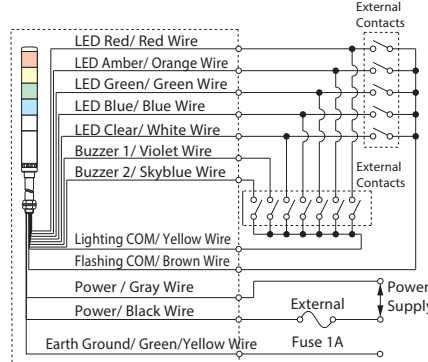 External
Contacts
LED Red/ Red Wire
LED Amber/ Orange Wire
LED Green/ Green Wire
LED Blue/ Blue Wire
LED Clear/ White Wire
Buzzer 1/ Violet Wire
Buzzer 2/ Skyblue Wire
External
Contacts
Lighting COM/ Yellow Wire
Flashing COM/ Brown Wire
Power / Gray Wire
Power
Supply
External
Power/ Black Wire
Fuse 1A
Earth Ground/ Green/Yellow Wire